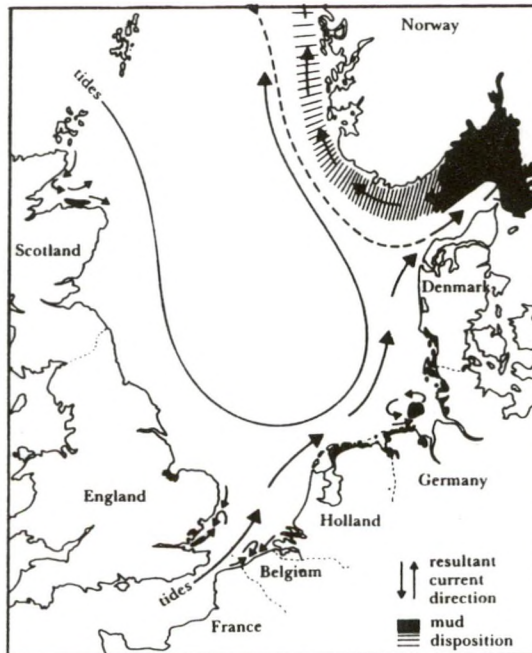 Norway
tides
Scotland
Denmark
Germany
England
Holland
Belgium
tides
France
resultant
current
direction
mud
disposition